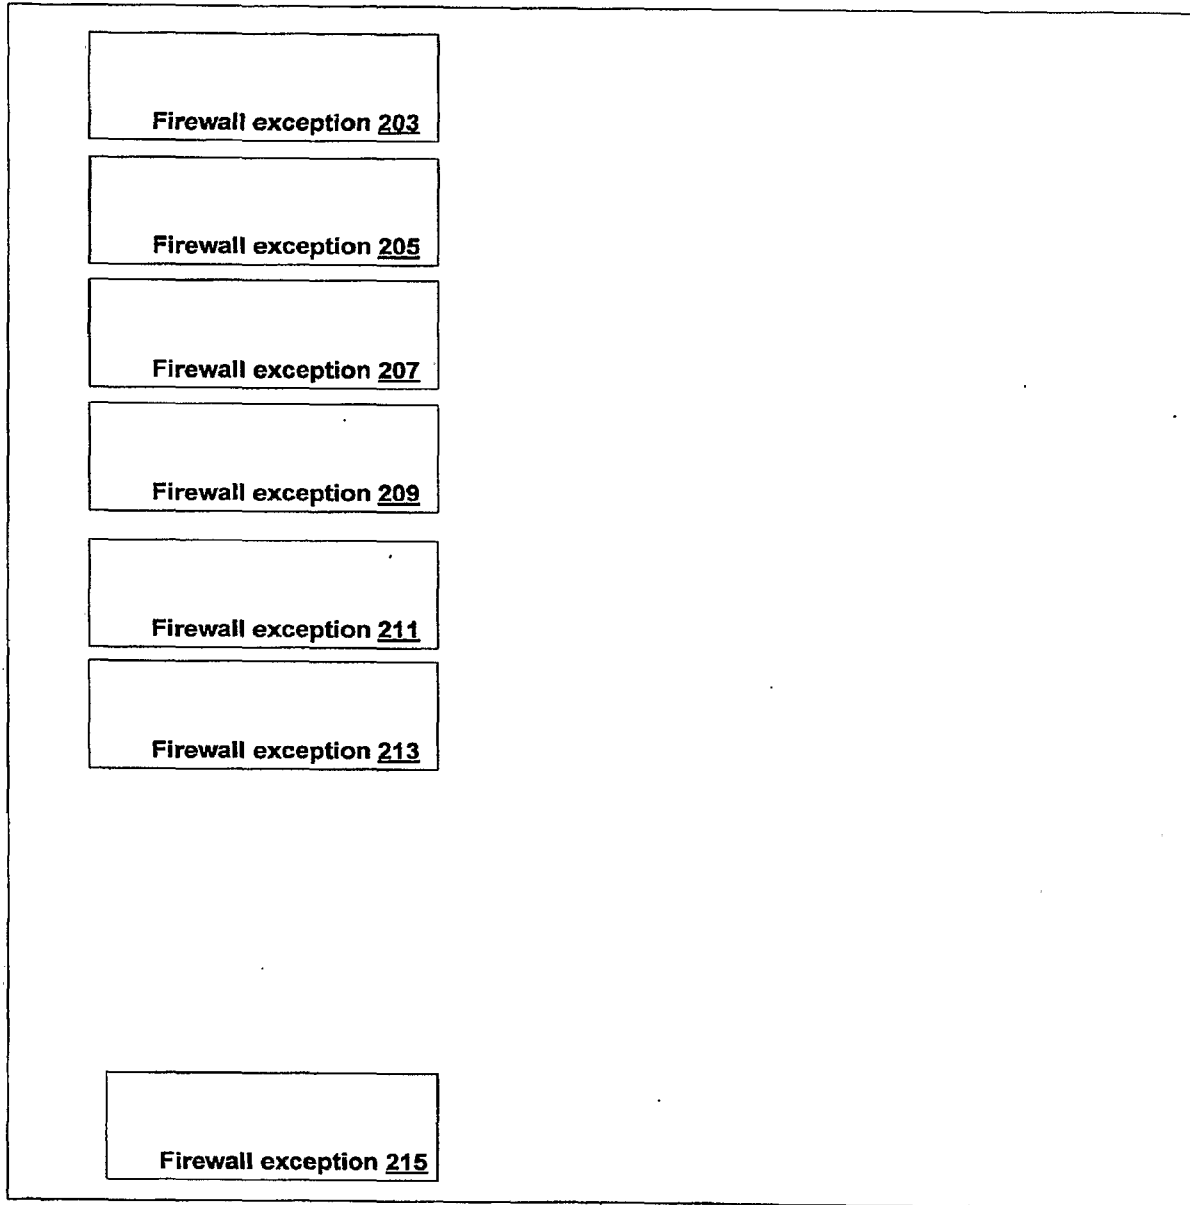 Firewall exception 203
Firewall exception 205
Firewall exception 207
Firewall exception 209
Firewall exception 211
Firewall exception 213
Firewall exception 215